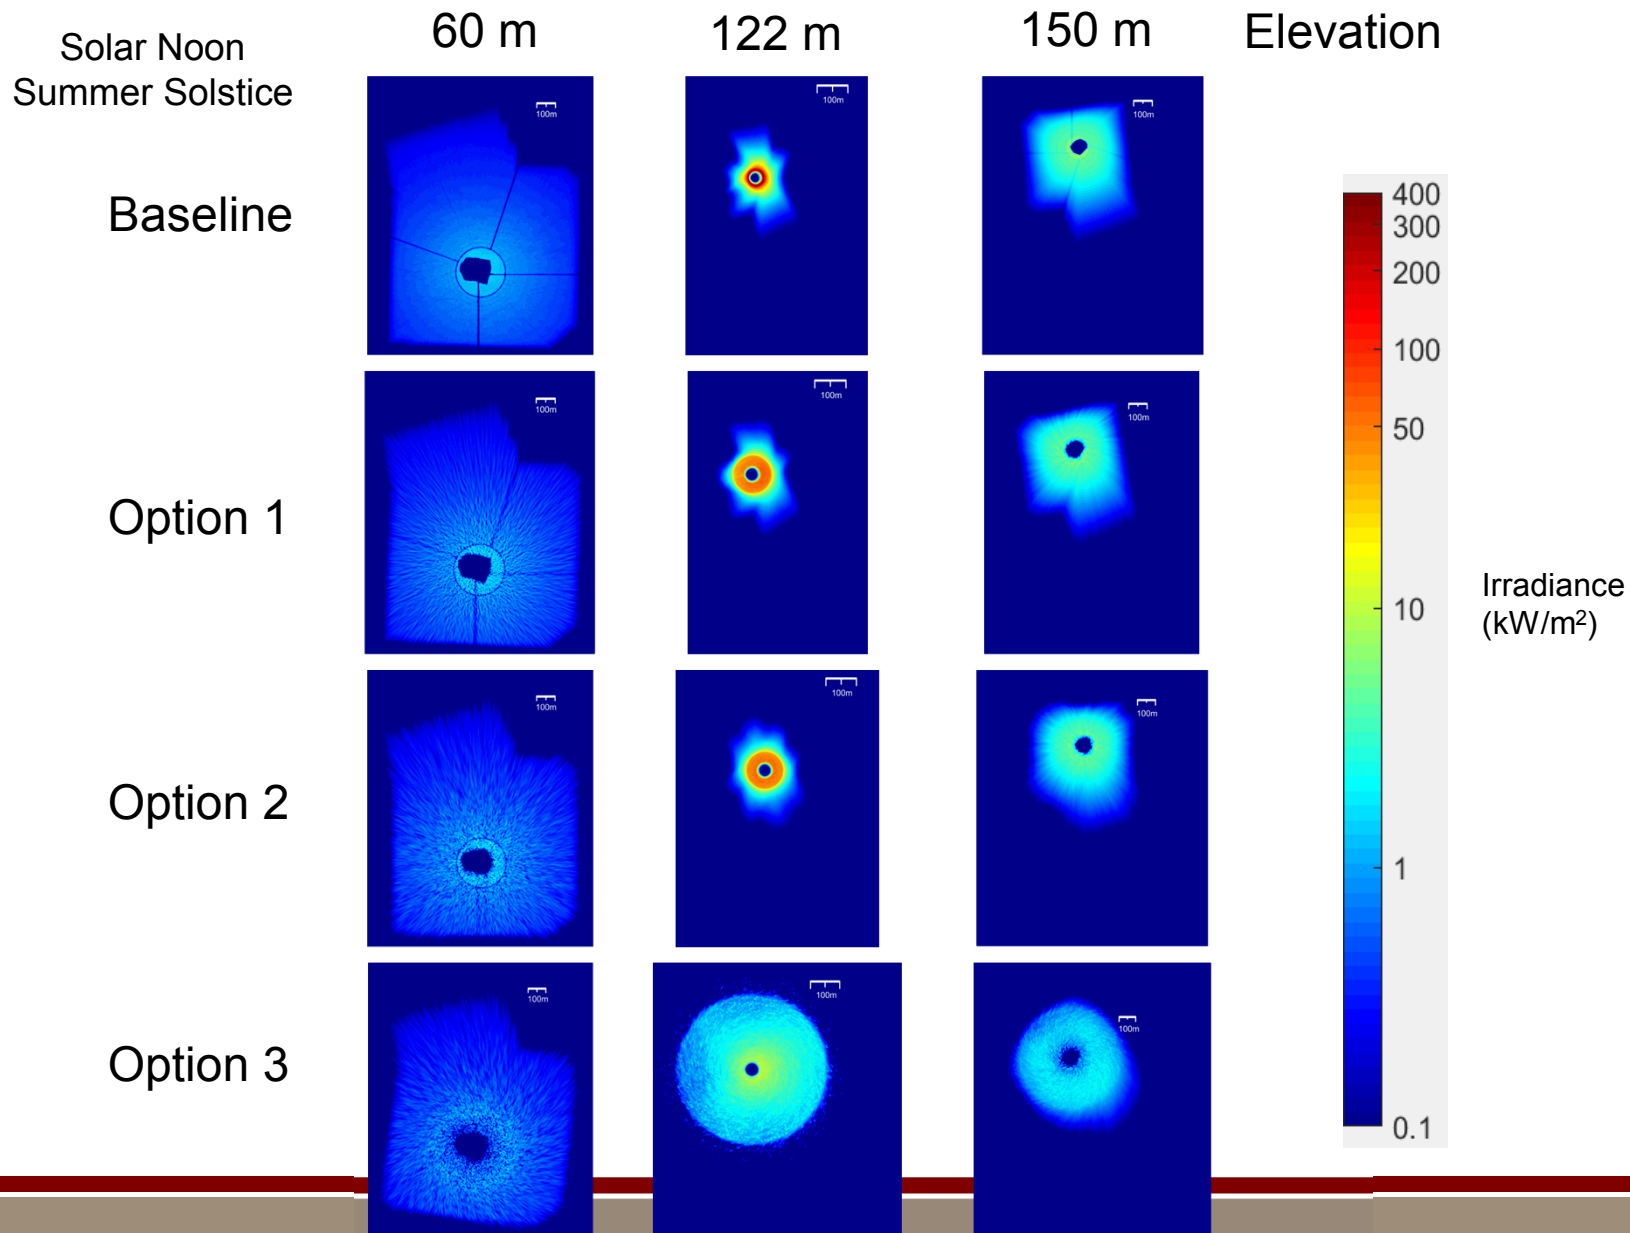 Solar Noon
Summer Solstice
60 m
122 m
150 m
Elevation
Baseline
100m
100m
100m
Option 1
100m
100m
100m
Option 2
100m
100m
100m
Option 3
100m
100m
100m
400
300
200
100
50
10
1
0.1
Irradiance
(kW/m²)